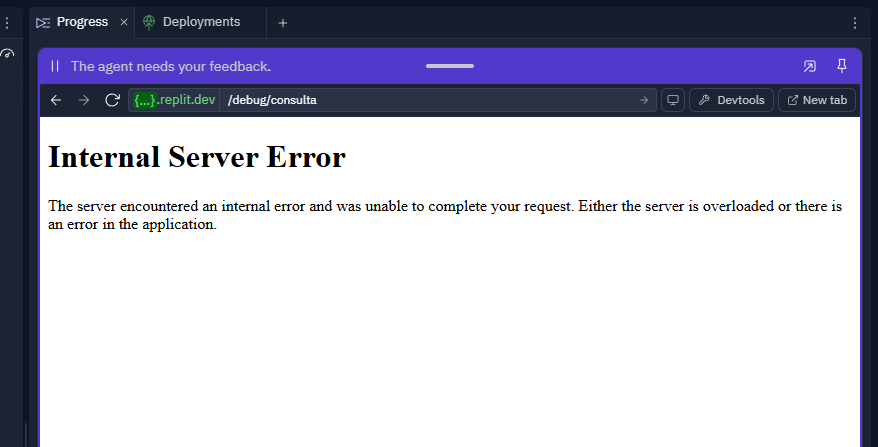 Progress × Deployments +
The agent needs your feedback.
{...}.replit.dev /debug/consulta Devtools New tab
Internal Server Error
The server encountered an internal error and was unable to complete your request. Either the server is overloaded or there is
an error in the application.